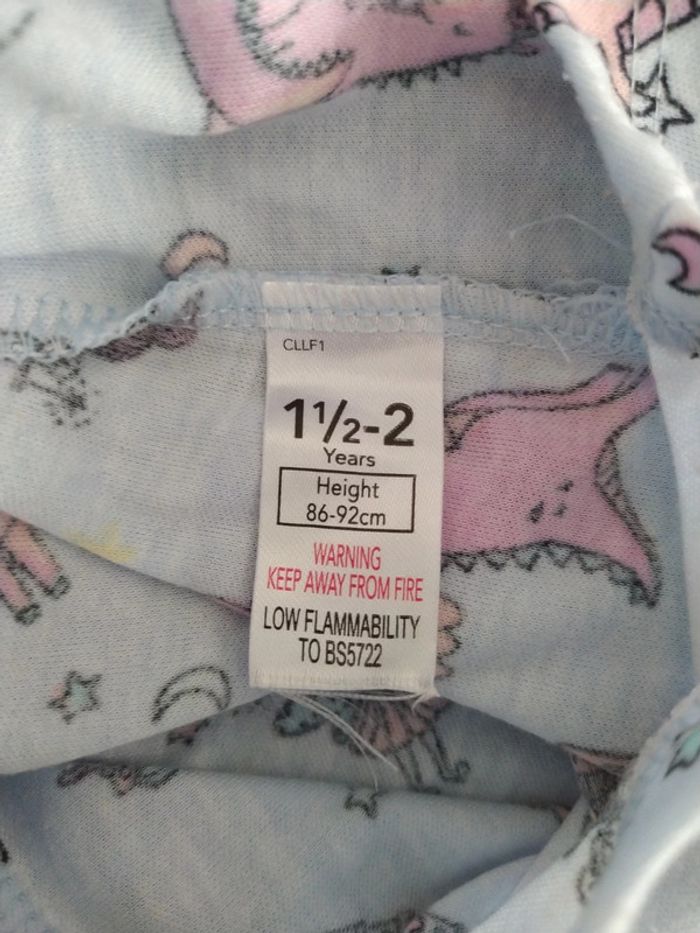 CLLF1
1½-2
Years
Height
86-92cm
WARNING
KEEP AWAY FROM FIRE
LOW FLAMMABILITY
TO BS5722